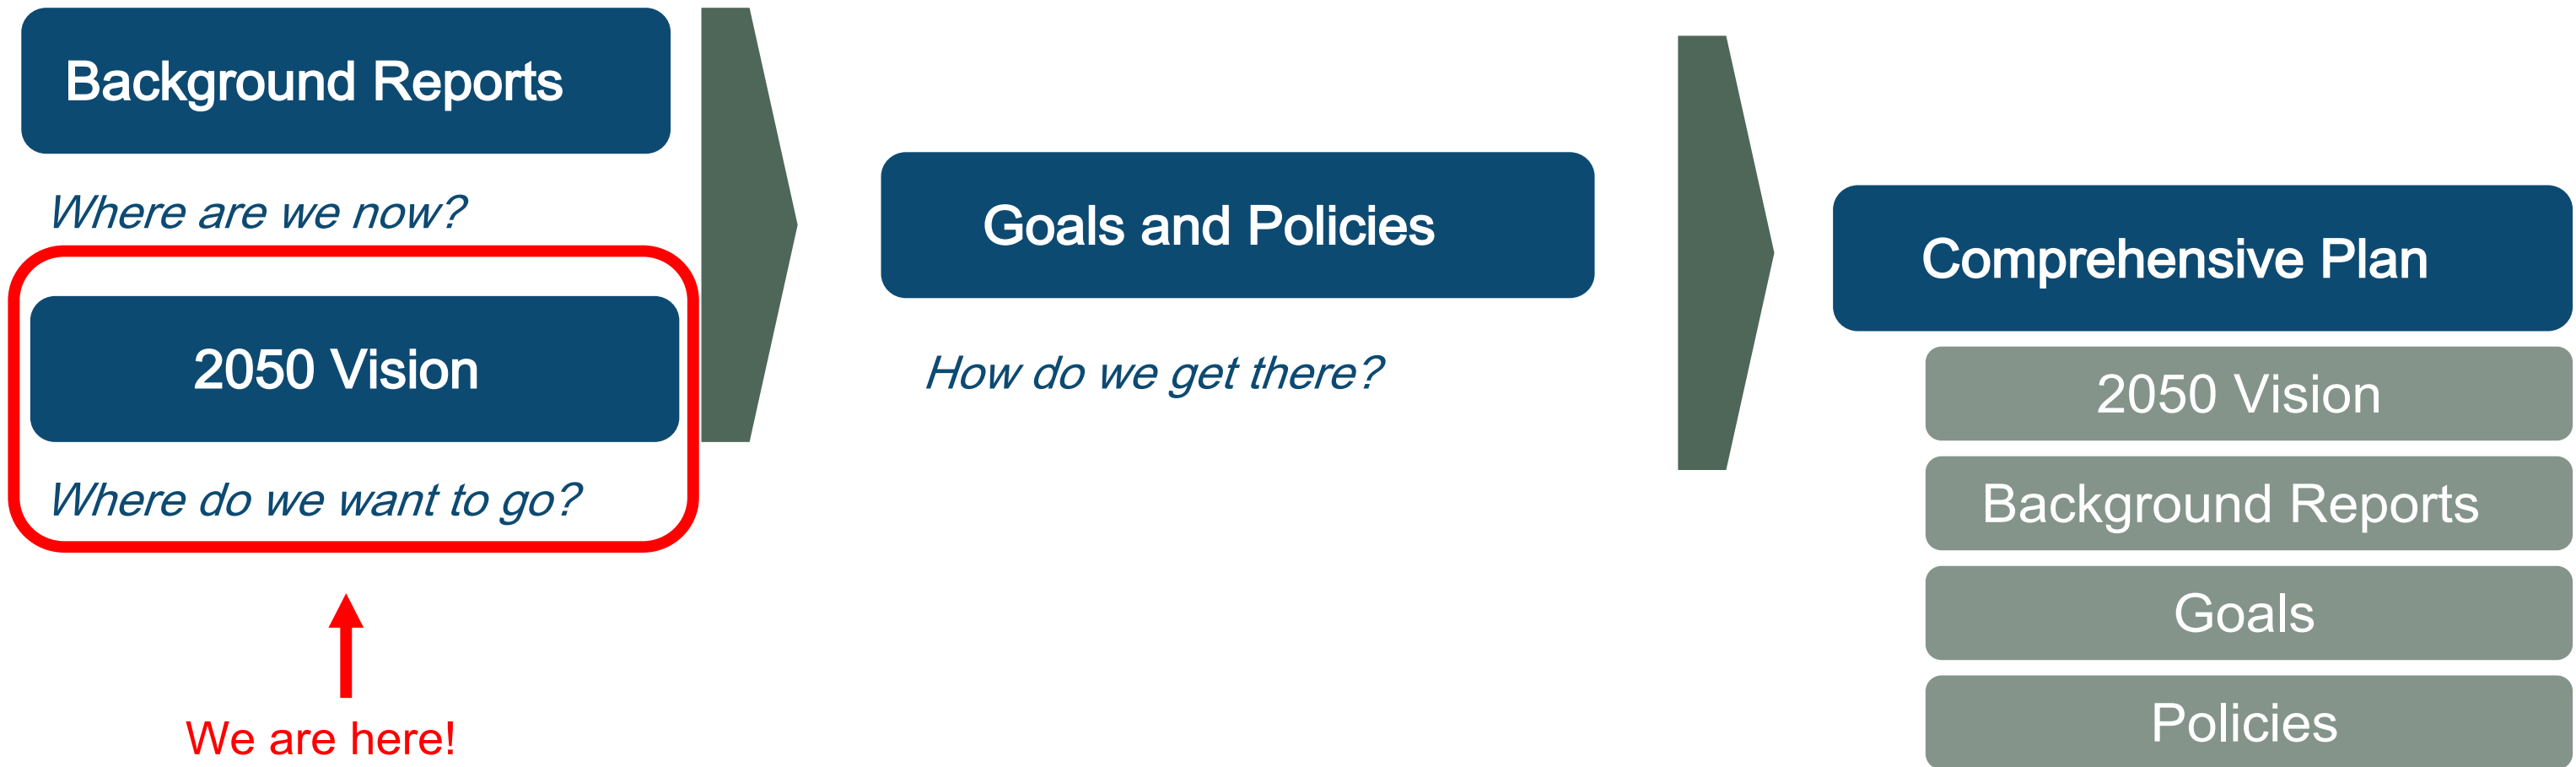 Background Reports
Where are we now?
2050 Vision
Where do we want to go?
We are here!
Goals and Policies
How do we get there?
Comprehensive Plan
2050 Vision
Background Reports
Goals
Policies